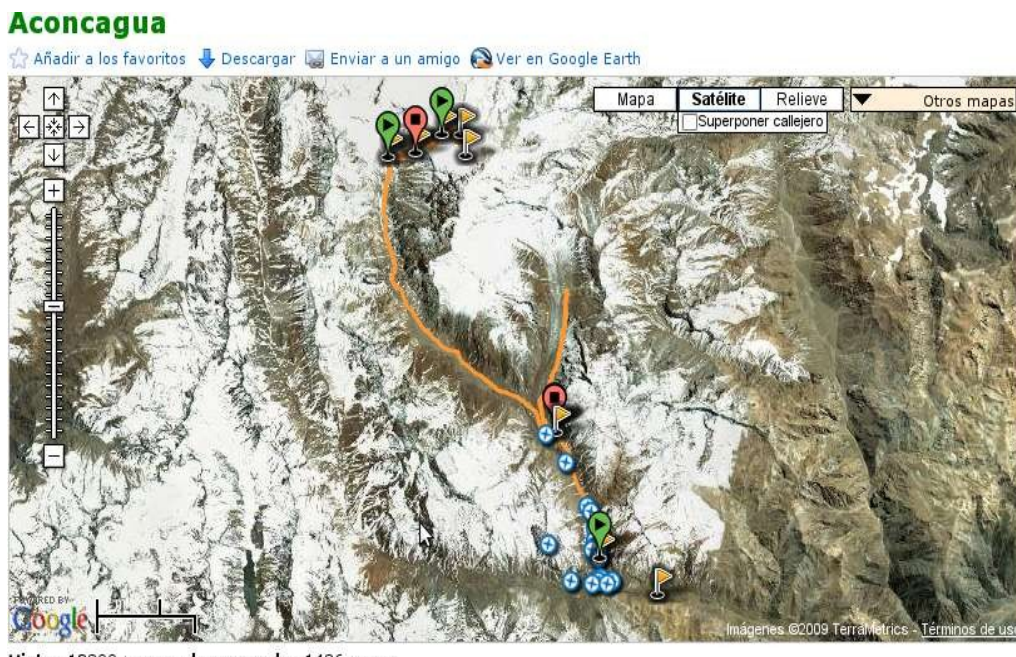 Aconcagua
Añadir a los favoritos Descargar Enviar a un amigo Ver en Google Earth
Mapa Satélite Relieve Otros mapas
Superponer callejero
POWERED BY
Google
Imágenes ©2009 TerraMetrics - Términos de uso